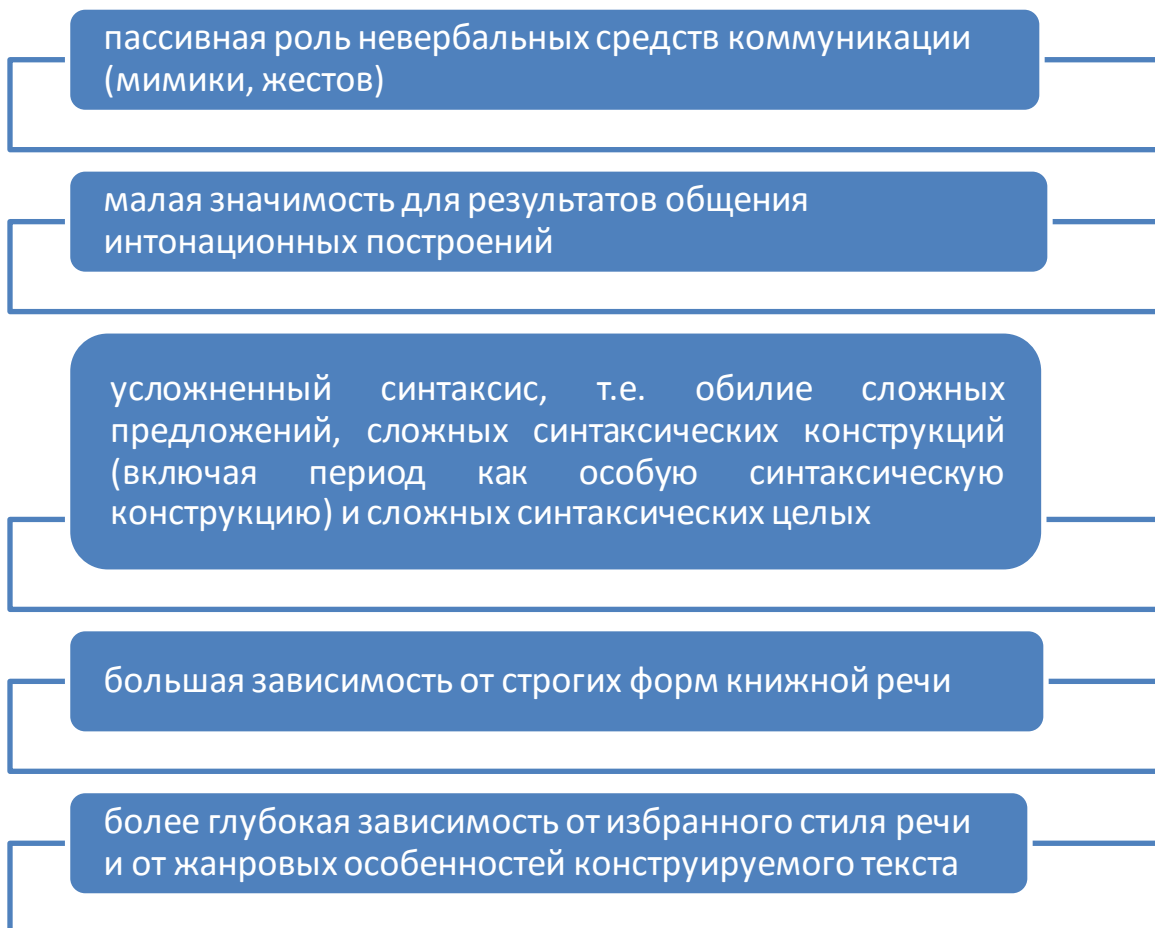 пассивная роль невербальных средств коммуникации
(мимики, жестов)
малая значимость для результатов общения
интонационных построений
усложненный синтаксис, т.е. обилие сложных
предложений, сложных синтаксических конструкций
(включая период как особую синтаксическую
конструкцию) и сложных синтаксических целых
большая зависимость от строгих форм книжной речи
более глубокая зависимость от избранного стиля речи
и от жанровых особенностей конструируемого текста